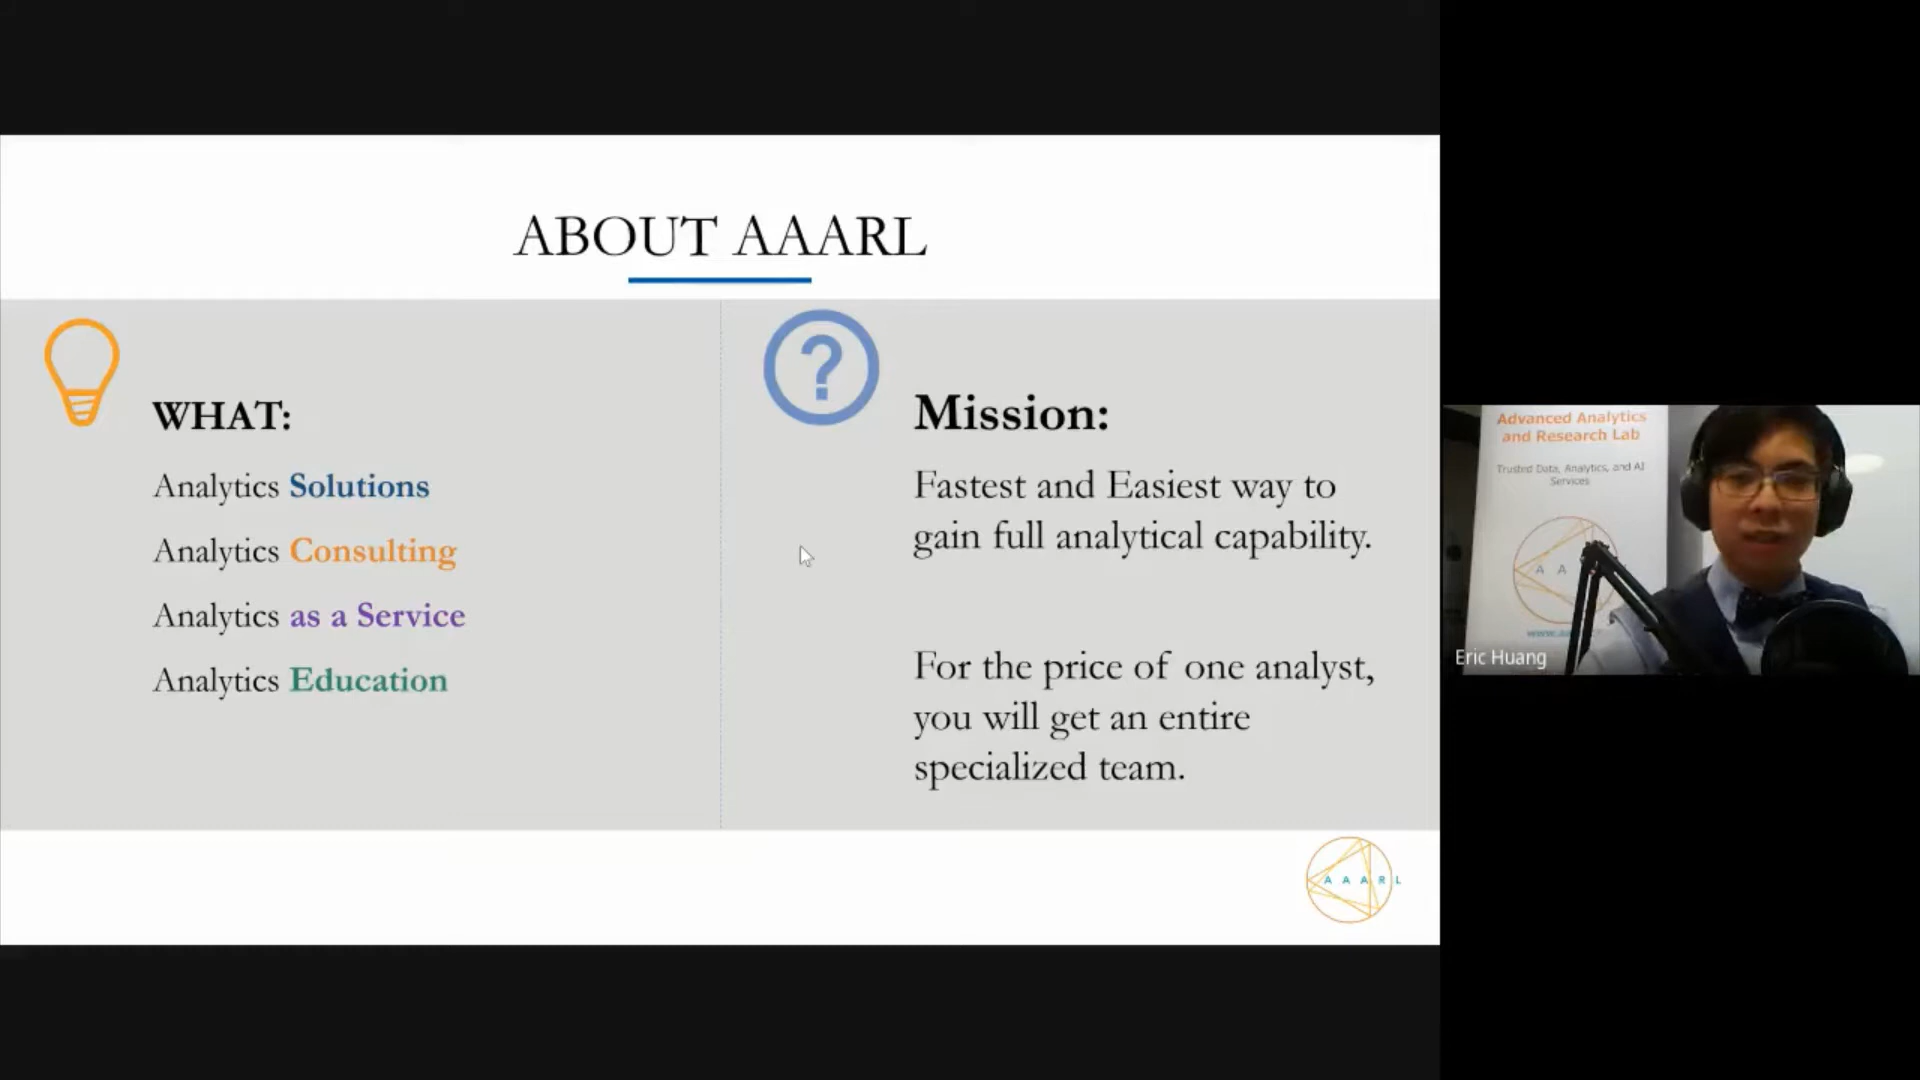 ABOUT AAARL
WHAT:
Analytics Solutions
Analytics Consulting
Analytics as a Service
Analytics Education
?
Mission:
Fastest and Easiest way to
gain full analytical capability.
For the price of one analyst,
you will get an entire
specialized team.
A A A R L
Advanced Analytics
and Research Lab
Trusted Data, Analytics, and AI
Services
A A
Eric Huang